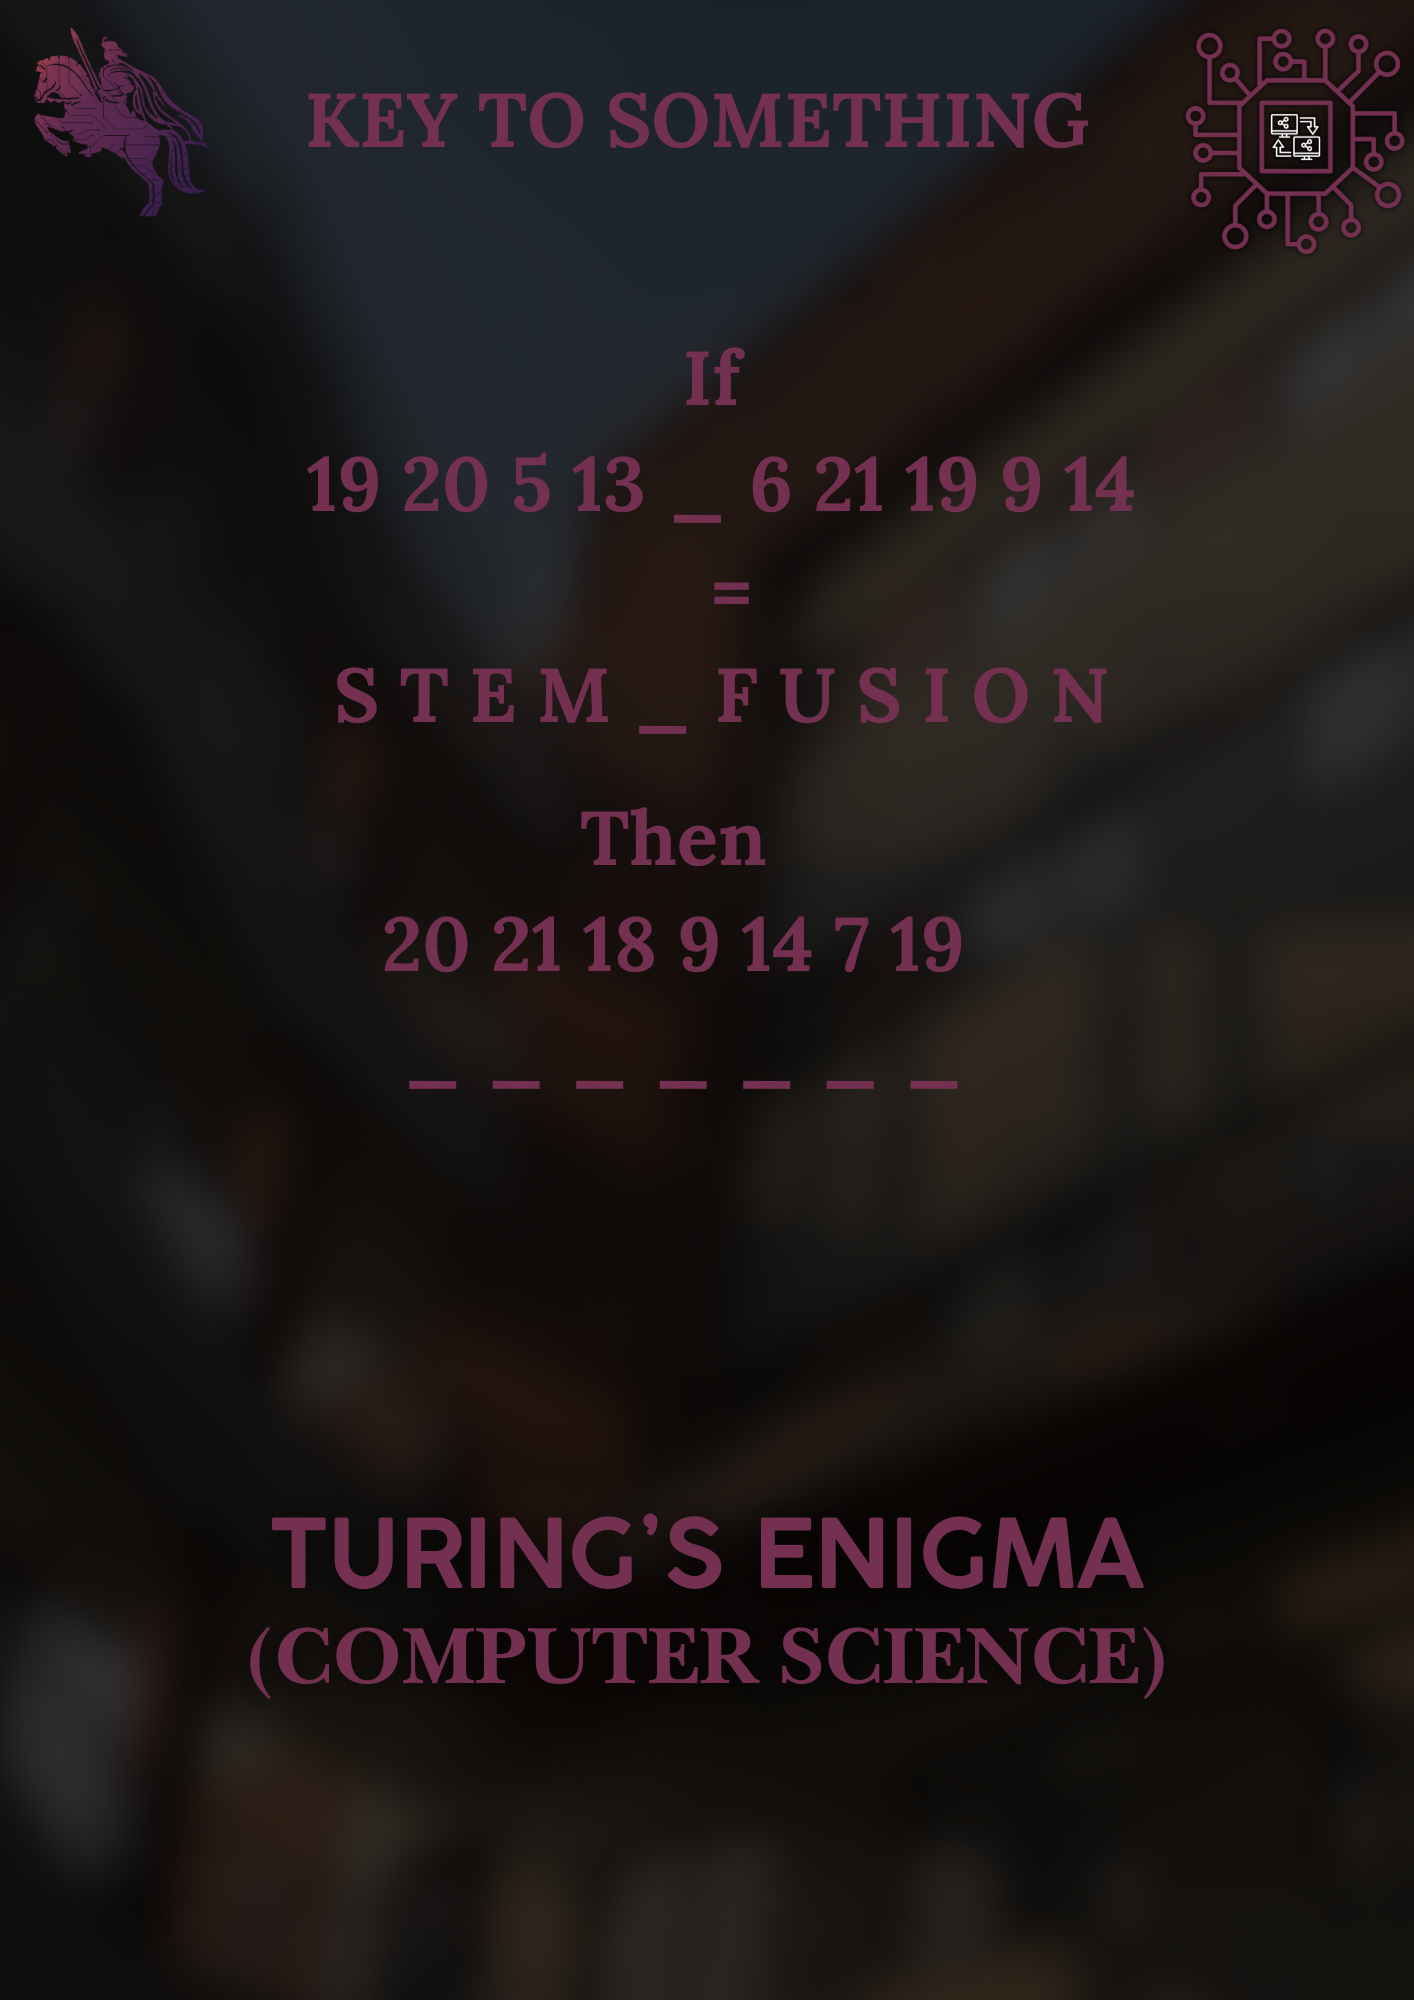 KEY TO SOMETHING
If
19 20 5 13 _ 6 21 19 9 14
=
S T E M _ F U S I O N
Then
20 21 18 9 14 7 19
_ _ _ _ _ _ _
TURING’S ENIGMA
(COMPUTER SCIENCE)